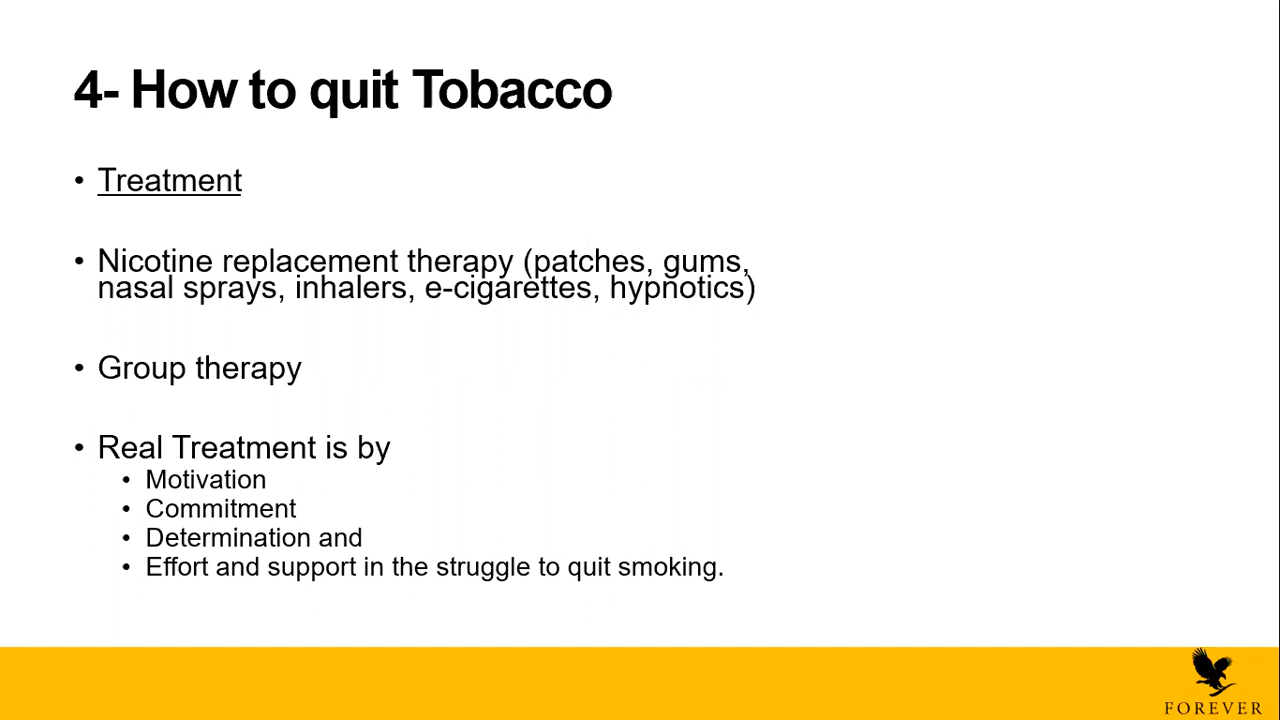 4- How to quit Tobacco
• Treatment
• Nicotine replacement therapy (patches, gums,
nasal sprays, inhalers, e-cigarettes, hypnotics)
• Group therapy
• Real Treatment is by
• Motivation
• Commitment
• Determination and
• Effort and support in the struggle to quit smoking.
FOREVER